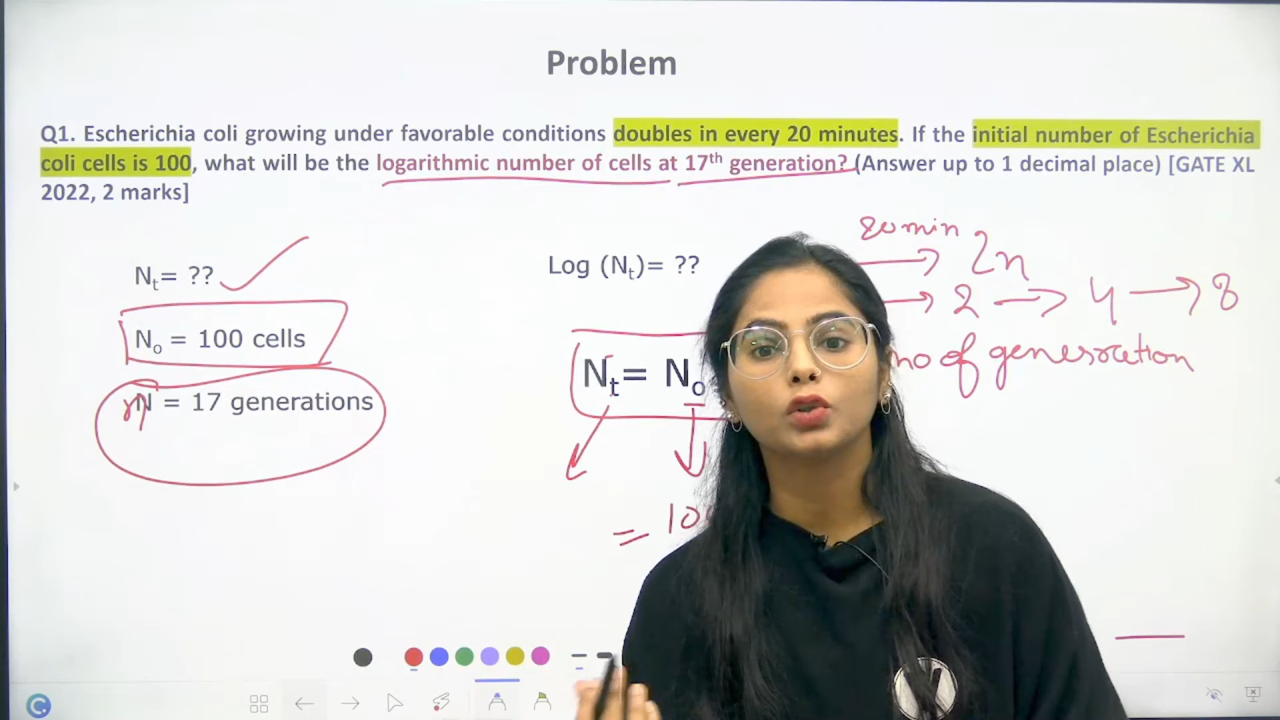 Problem
Q1. Escherichia coli growing under favorable conditions doubles in every 20 minutes. If the initial number of Escherichia
coli cells is 100, what will be the logarithmic number of cells at 17th generation? (Answer up to 1 decimal place) [GATE XL
2022, 2 marks]
20 min
Nt= ??
Log (Nt)= ??
→ 2n
→ 2 → 4 → 8
No = 100 cells
no of generation
Nt= No
n = 17 generations
= 10